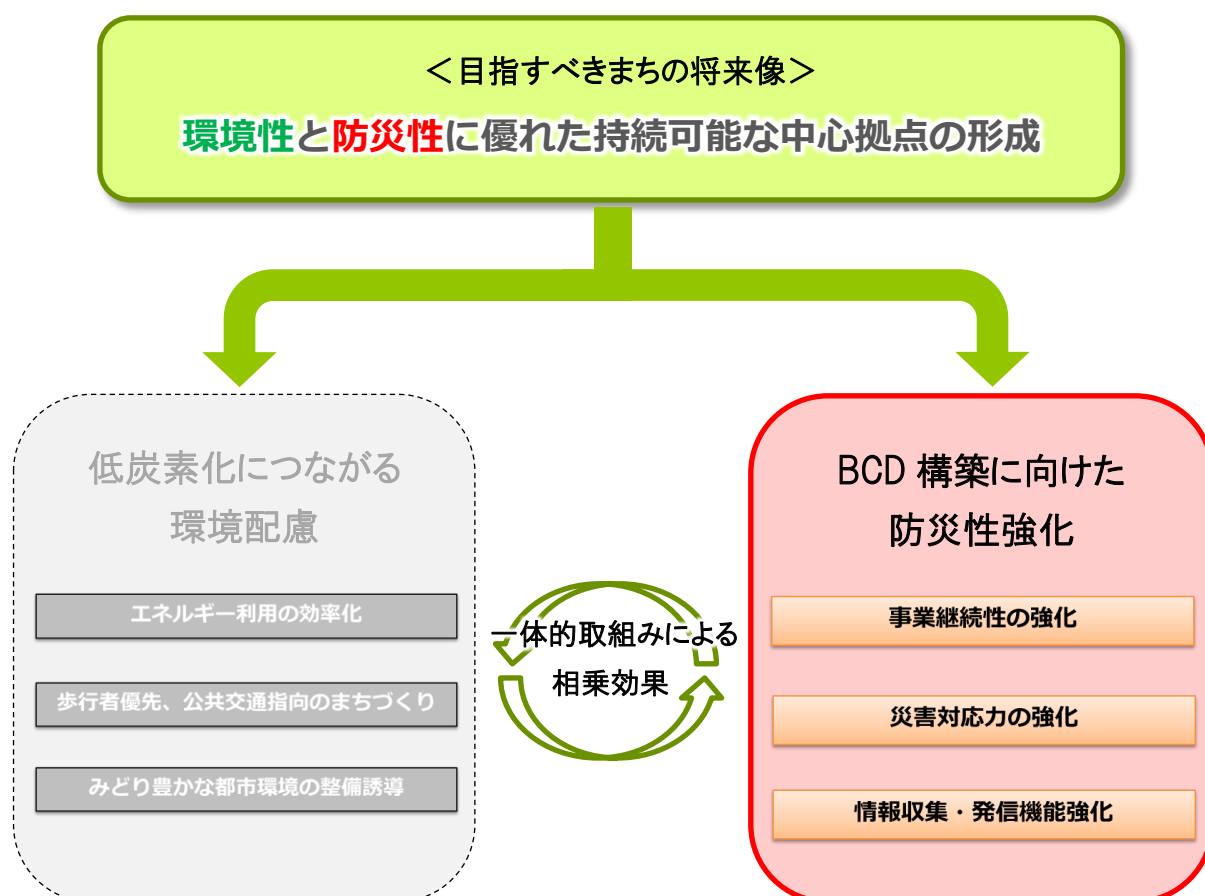 ＜目指すべきまちの将来像＞
環境性と防災性に優れた持続可能な中心拠点の形成
低炭素化につながる
環境配慮
エネルギー利用の効率化
歩行者優先、公共交通指向のまちづくり
みどり豊かな都市環境の整備誘導
一体的取組みによる
相乗効果
BCD 構築に向けた
防災性強化
事業継続性の強化
災害対応力の強化
情報収集・発信機能強化